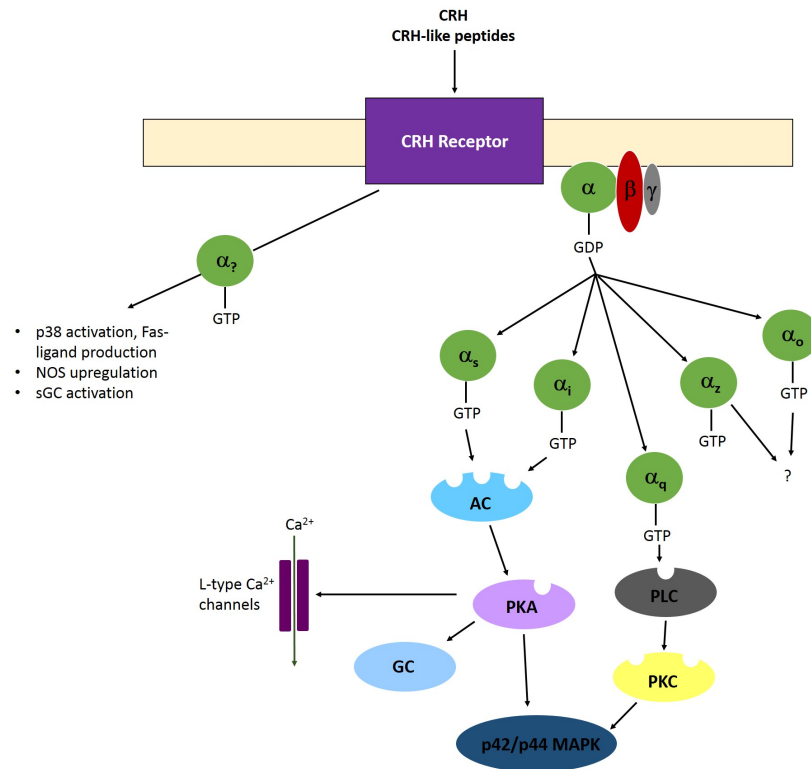 CRH
CRH-like peptides
CRH Receptor
α
β
γ
GDP
α?
GTP
• p38 activation, Fas-
ligand production
• NOS upregulation
• sGC activation
αs
GTP
αi
GTP
αq
GTP
αz
GTP
αo
GTP
?
AC
Ca²⁺
L-type Ca²⁺
channels
PKA
PLC
GC
PKC
p42/p44 MAPK